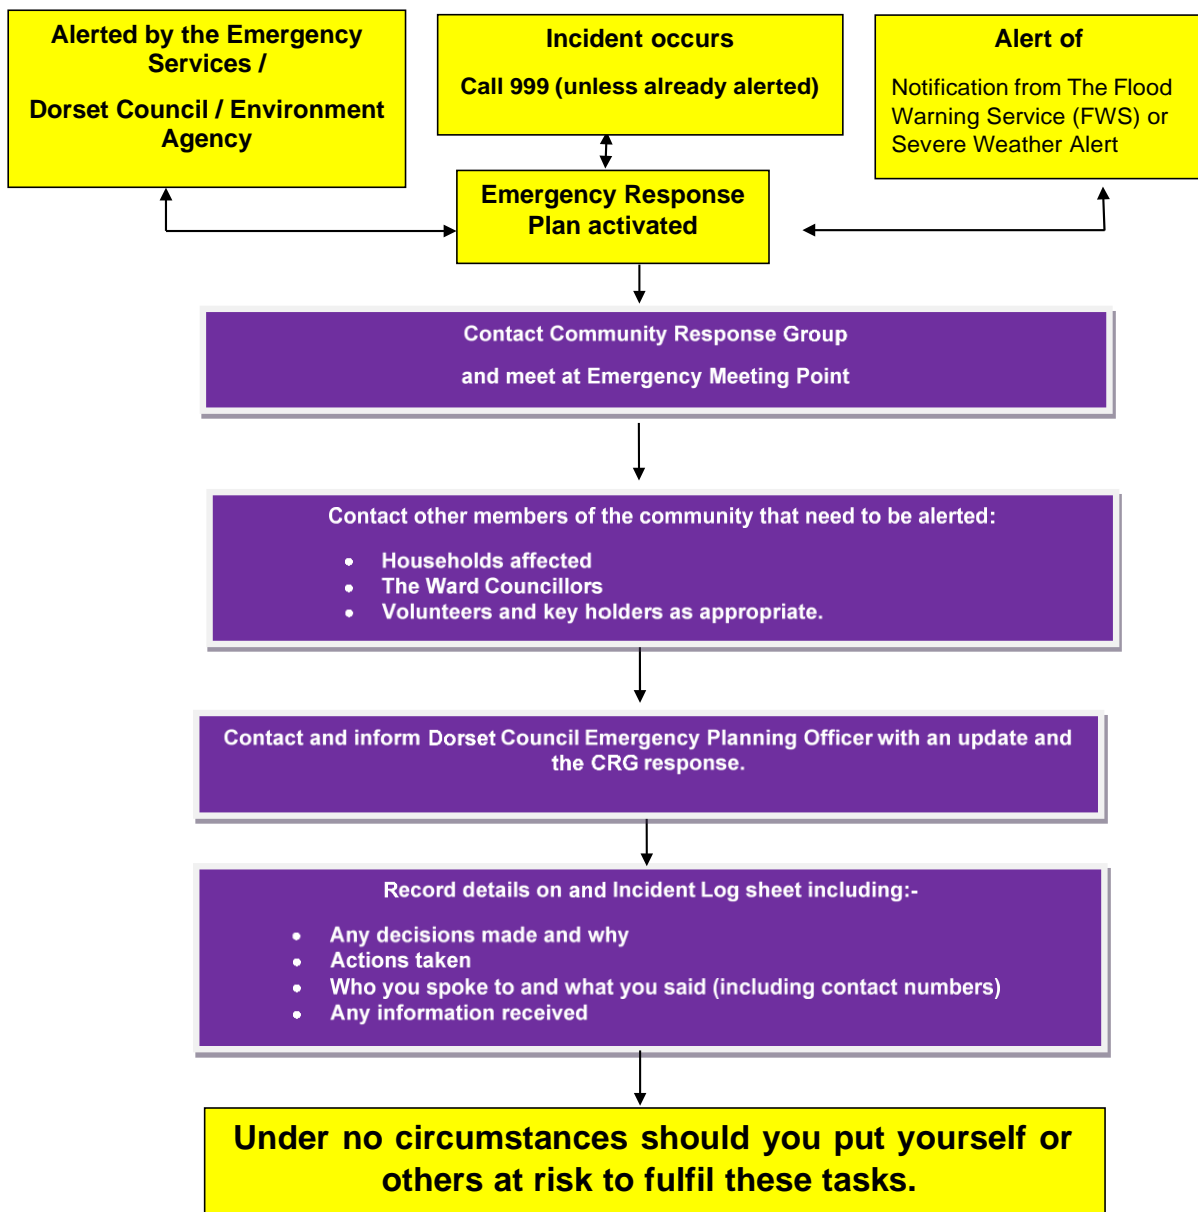 Alerted by the Emergency
Services /
Dorset Council / Environment
Agency
Incident occurs
Call 999 (unless already alerted)
Alert of
Notification from The Flood
Warning Service (FWS) or
Severe Weather Alert
Emergency Response
Plan activated
Contact Community Response Group
and meet at Emergency Meeting Point
Contact other members of the community that need to be alerted:
• Households affected
• The Ward Councillors
• Volunteers and key holders as appropriate.
Contact and inform Dorset Council Emergency Planning Officer with an update and
the CRG response.
Record details on and Incident Log sheet including:-
• Any decisions made and why
• Actions taken
• Who you spoke to and what you said (including contact numbers)
• Any information received
Under no circumstances should you put yourself or
others at risk to fulfil these tasks.